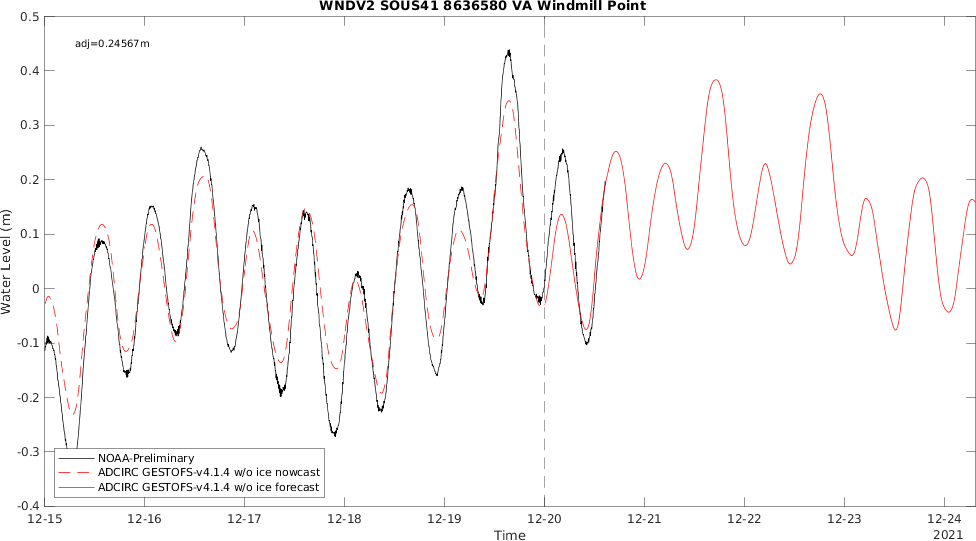 WNDV2 SOUS41 8636580 VA Windmill Point
adj=0.24567m
0.5
0.4
0.3
0.2
0.1
0
-0.1
-0.2
-0.3
-0.4
Water Level (m)
NOAA-Preliminary
ADCIRC GESTOFS-v4.1.4 w/o ice nowcast
ADCIRC GESTOFS-v4.1.4 w/o ice forecast
12-15 12-16 12-17 12-18 12-19 12-20 12-21 12-22 12-23 12-24
Time
2021